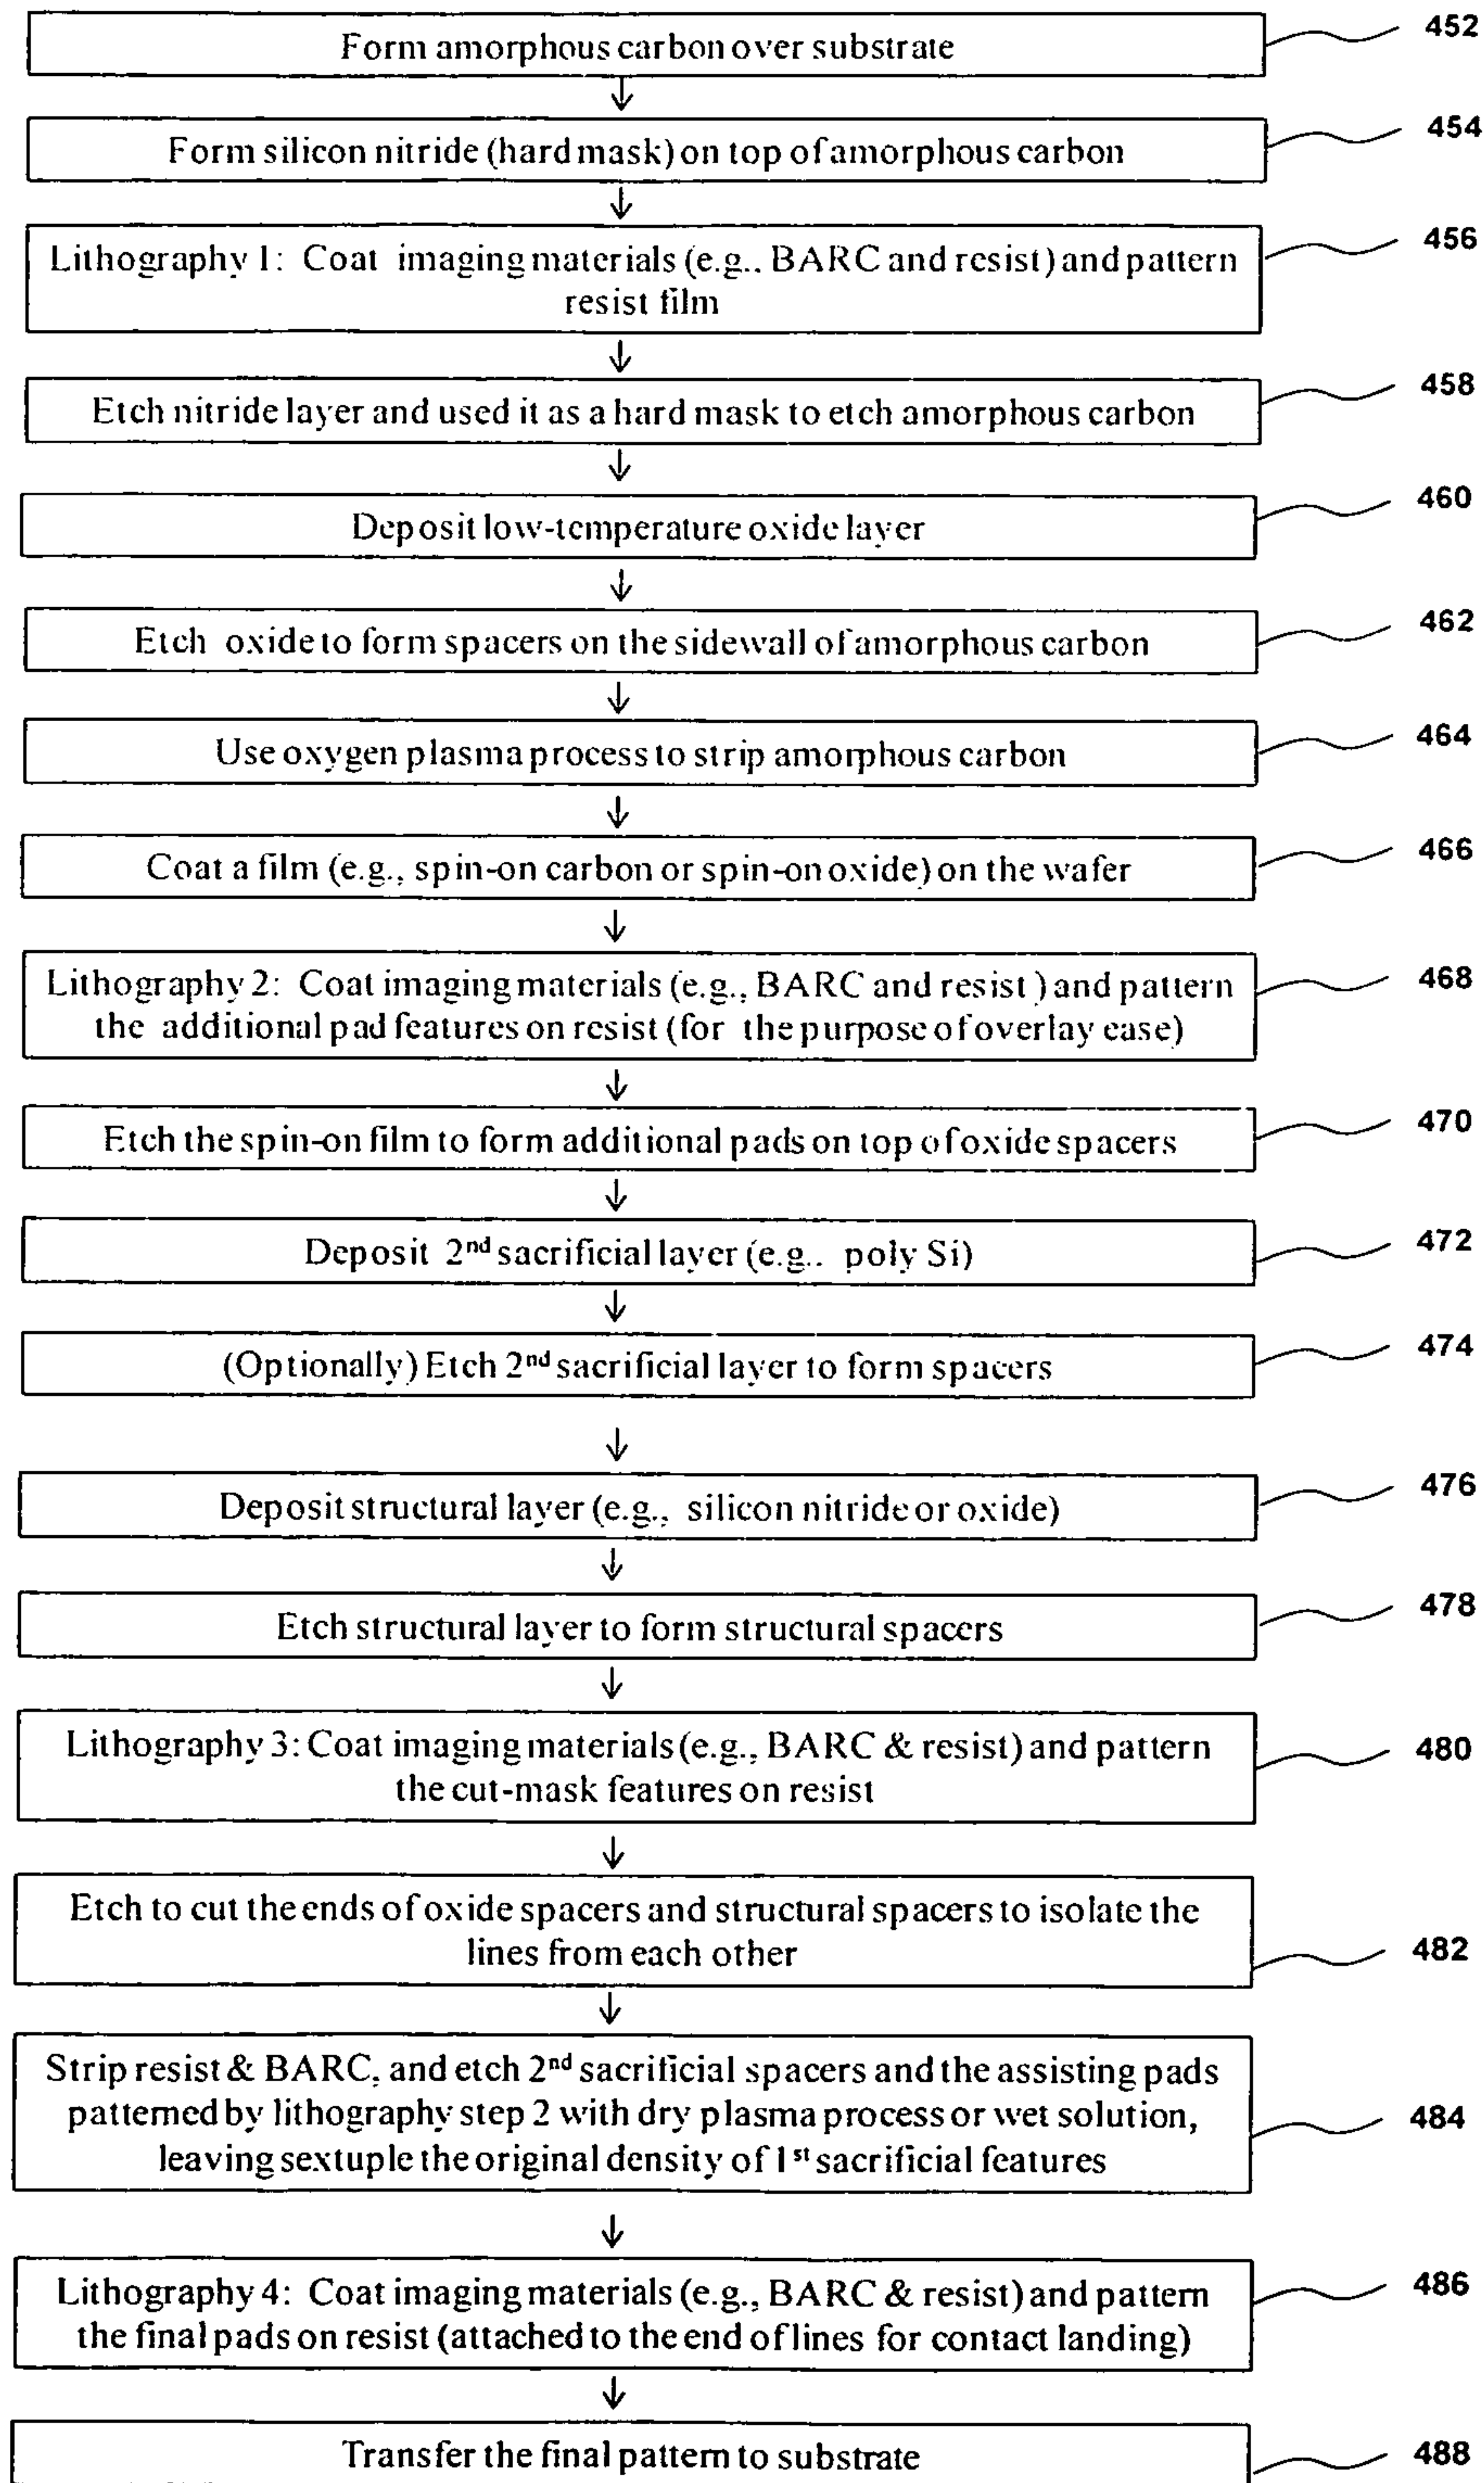 Form amorphous carbon over substrate 452
Form silicon nitride (hard mask) on top of amorphous carbon 454
Lithography 1: Coat imaging materials (e.g., BARC and resist) and pattern 456
resist film
Etch nitride layer and used it as a hard mask to etch amorphous carbon 458
Deposit low-temperature oxide layer 460
Etch oxide to form spacers on the sidewall of amorphous carbon 462
Use oxygen plasma process to strip amorphous carbon 464
Coat a film (e.g., spin-on carbon or spin-on oxide) on the wafer 466
Lithography 2: Coat imaging materials (e.g., BARC and resist ) and pattern 468
the additional pad features on resist (for the purpose of overlay ease)
Etch the spin-on film to form additional pads on top of oxide spacers 470
Deposit 2nd sacrificial layer (e.g.. poly Si) 472
(Optionally) Etch 2nd sacrificial layer to form spacers 474
Deposit structural layer (e.g., silicon nitride or oxide) 476
Etch structural layer to form structural spacers 478
Lithography 3: Coat imaging materials (e.g., BARC & resist) and pattern 480
the cut-mask features on resist
Etch to cut the ends of oxide spacers and structural spacers to isolate the
lines from each other 482
Strip resist & BARC, and etch 2nd sacrificial spacers and the assisting pads
patterned by lithography step 2 with dry plasma process or wet solution, 484
leaving sextuple the original density of 1st sacrificial features
Lithography 4: Coat imaging materials (e.g., BARC & resist) and pattern 486
the final pads on resist (attached to the end of lines for contact landing)
Transfer the final pattern to substrate 488